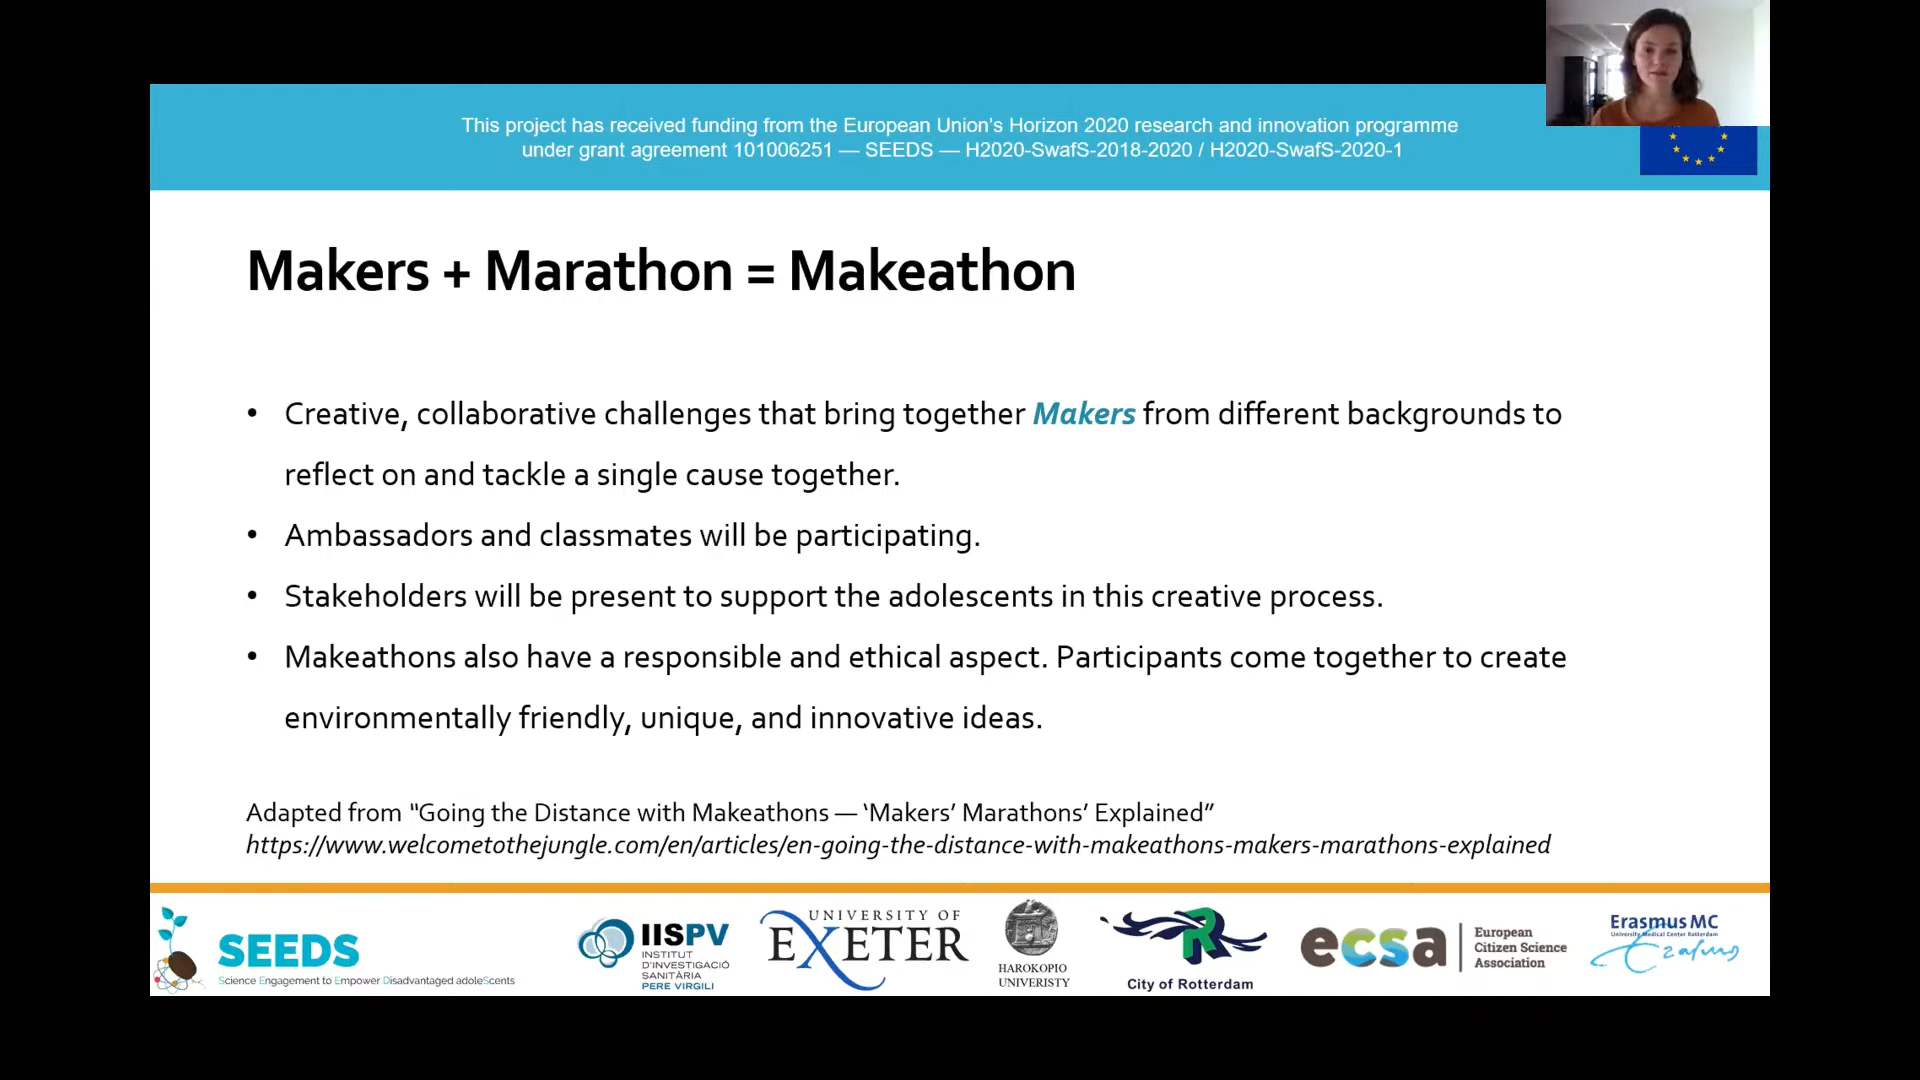 This project has received funding from the European Union's Horizon 2020 research and innovation programme
under grant agreement 101006251 — SEEDS — H2020-SwafS-2018-2020 / H2020-SwafS-2020-1
Makers + Marathon = Makeathon
• Creative, collaborative challenges that bring together Makers from different backgrounds to
reflect on and tackle a single cause together.
• Ambassadors and classmates will be participating.
• Stakeholders will be present to support the adolescents in this creative process.
• Makeathons also have a responsible and ethical aspect. Participants come together to create
environmentally friendly, unique, and innovative ideas.
Adapted from “Going the Distance with Makeathons — ‘Makers’ Marathons’ Explained”
https://www.welcometothejungle.com/en/articles/en-going-the-distance-with-makeathons-makers-marathons-explained
SEEDS
Science Engagement to Empower Disadvantaged adoleScents
IISPV
INSTITUT
D'INVESTIGACIÓ
SANITÀRIA
PERE VIRGILI
UNIVERSITY OF
EXETER
HAROKOPIO
UNIVERISTY
R
City of Rotterdam
ecsa
European
Citizen Science
Association
Erasmus MC
University Medical Center Rotterdam
Erasmus